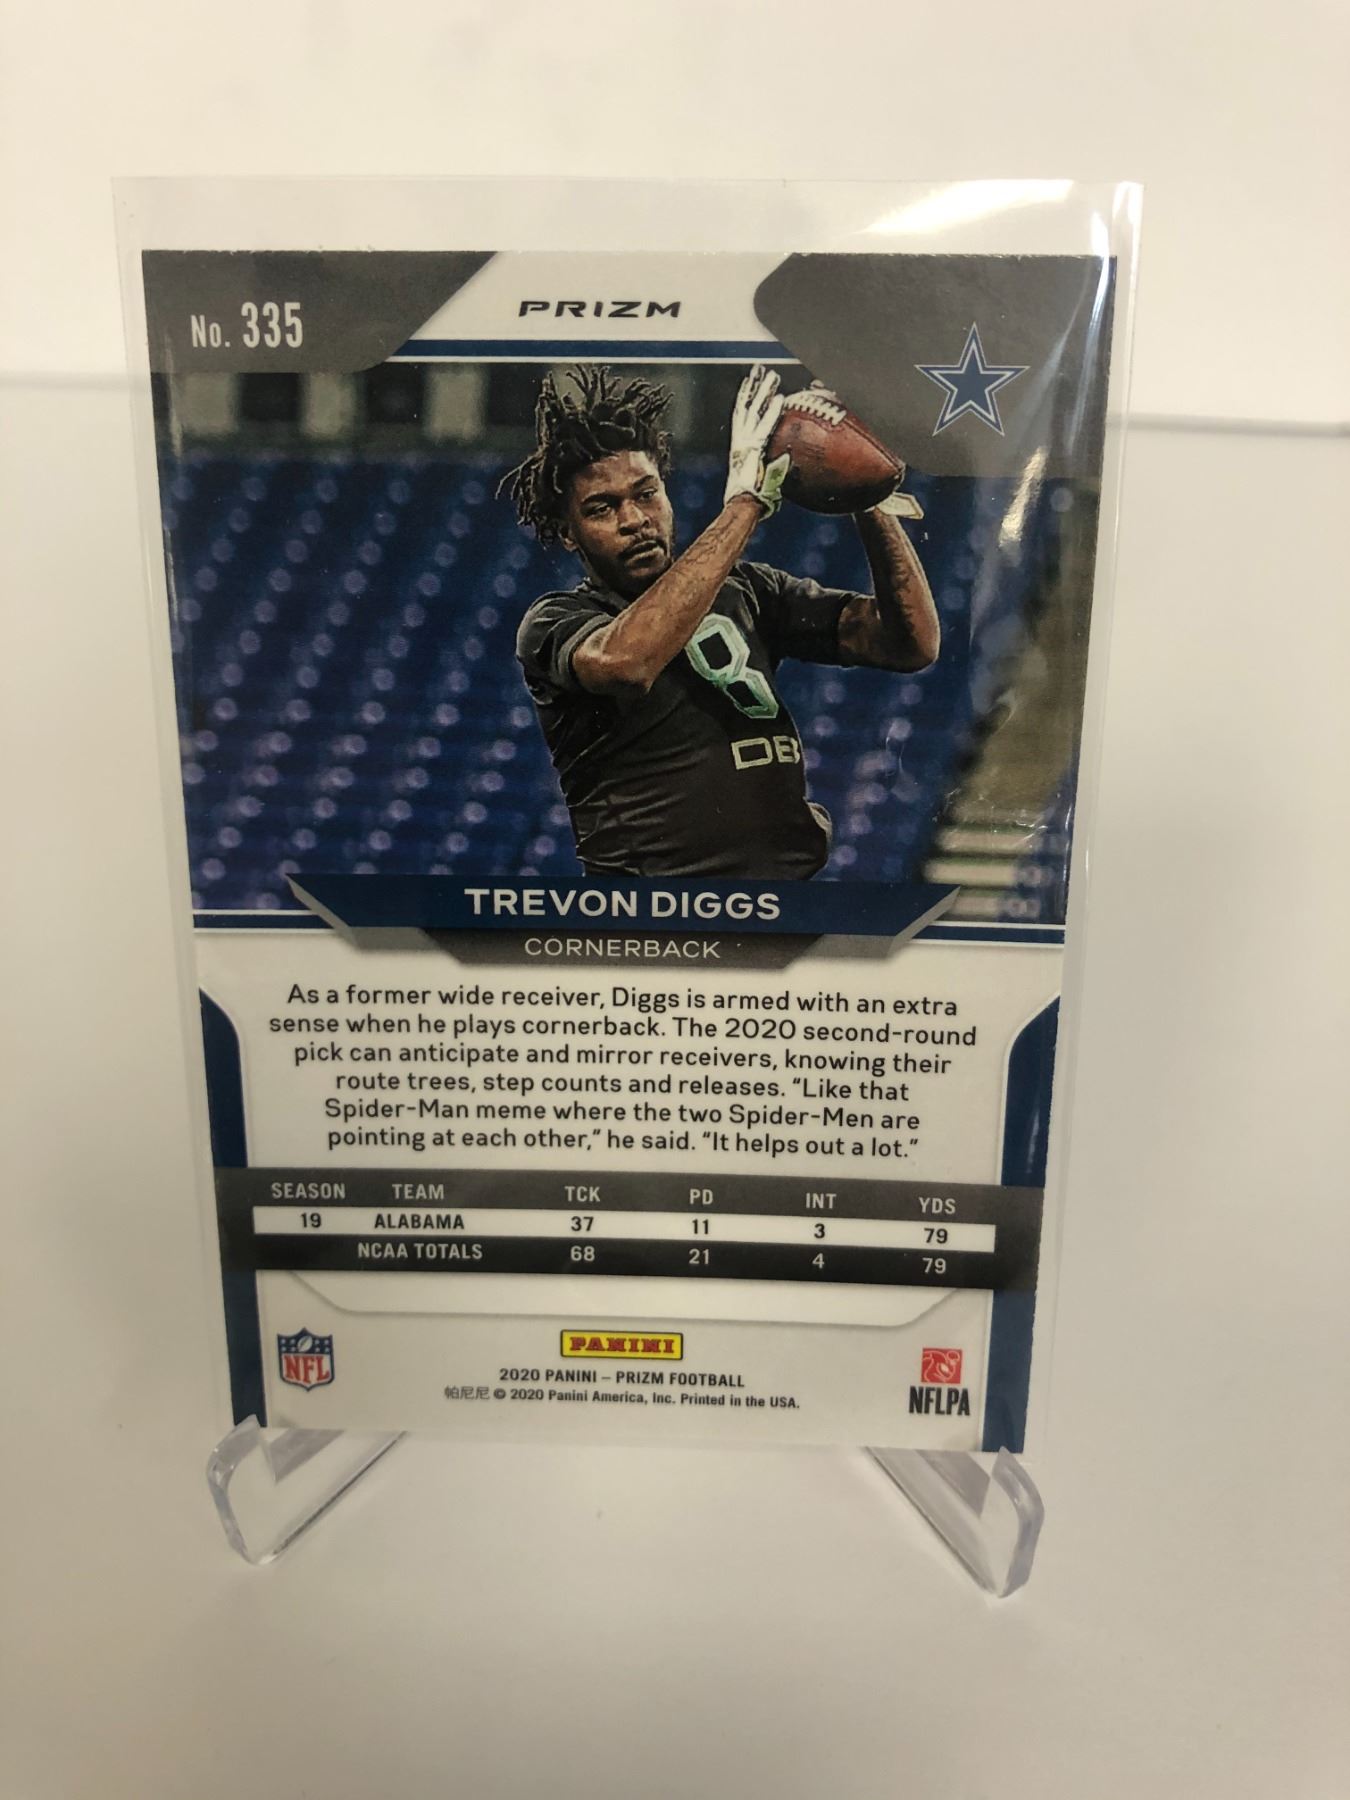 No. 335
PRIZM
8
DB
TREVON DIGGS
CORNERBACK
As a former wide receiver, Diggs is armed with an extra
sense when he plays cornerback. The 2020 second-round
pick can anticipate and mirror receivers, knowing their
route trees, step counts and releases. “Like that
Spider-Man meme where the two Spider-Men are
pointing at each other,” he said. “It helps out a lot.”
SEASON TEAM TCK PD INT YDS
19 ALABAMA 37 11 3 79
NCAA TOTALS 68 21 4 79
NFL
PANINI
2020 PANINI – PRIZM FOOTBALL
帕尼尼 © 2020 Panini America, Inc. Printed in the USA.
NFLPA